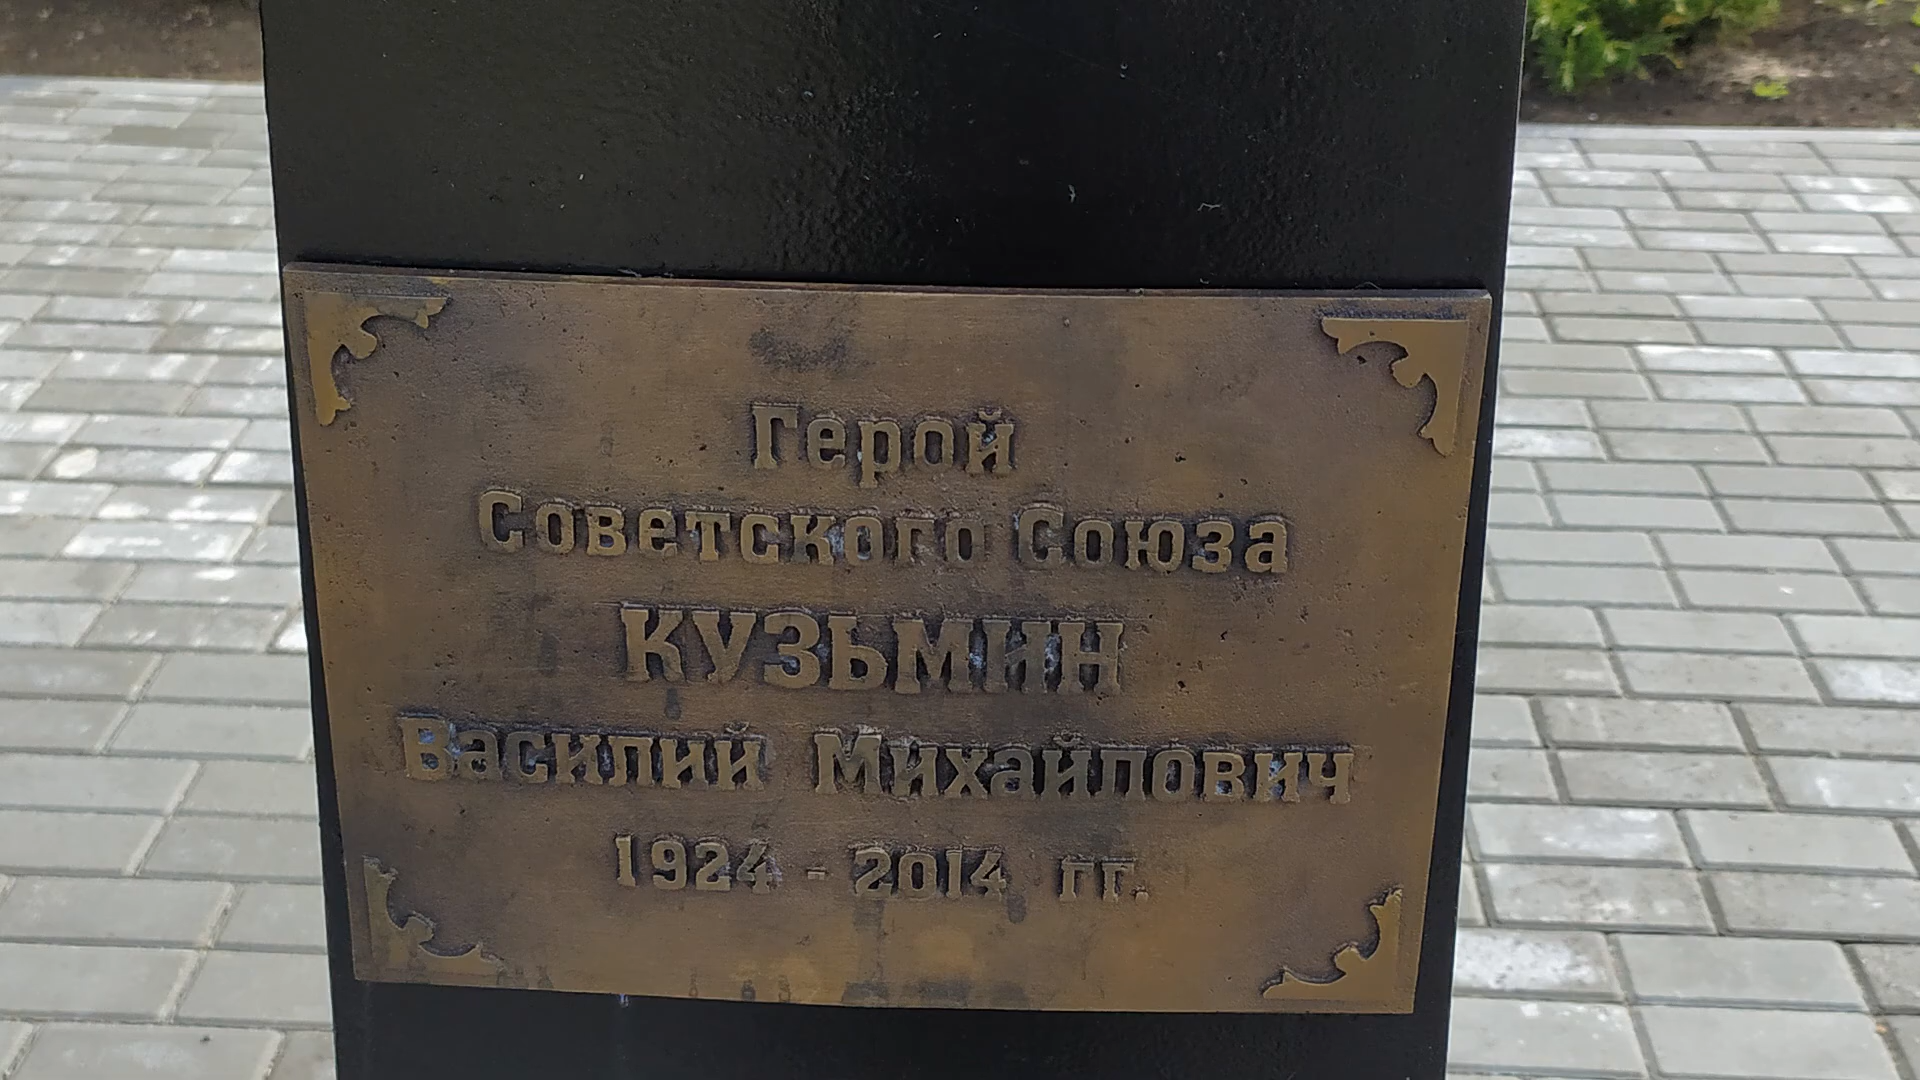 Герой
Советского Союза
КУЗЬМИН
Василий Михайлович
1924 - 2014 гг.